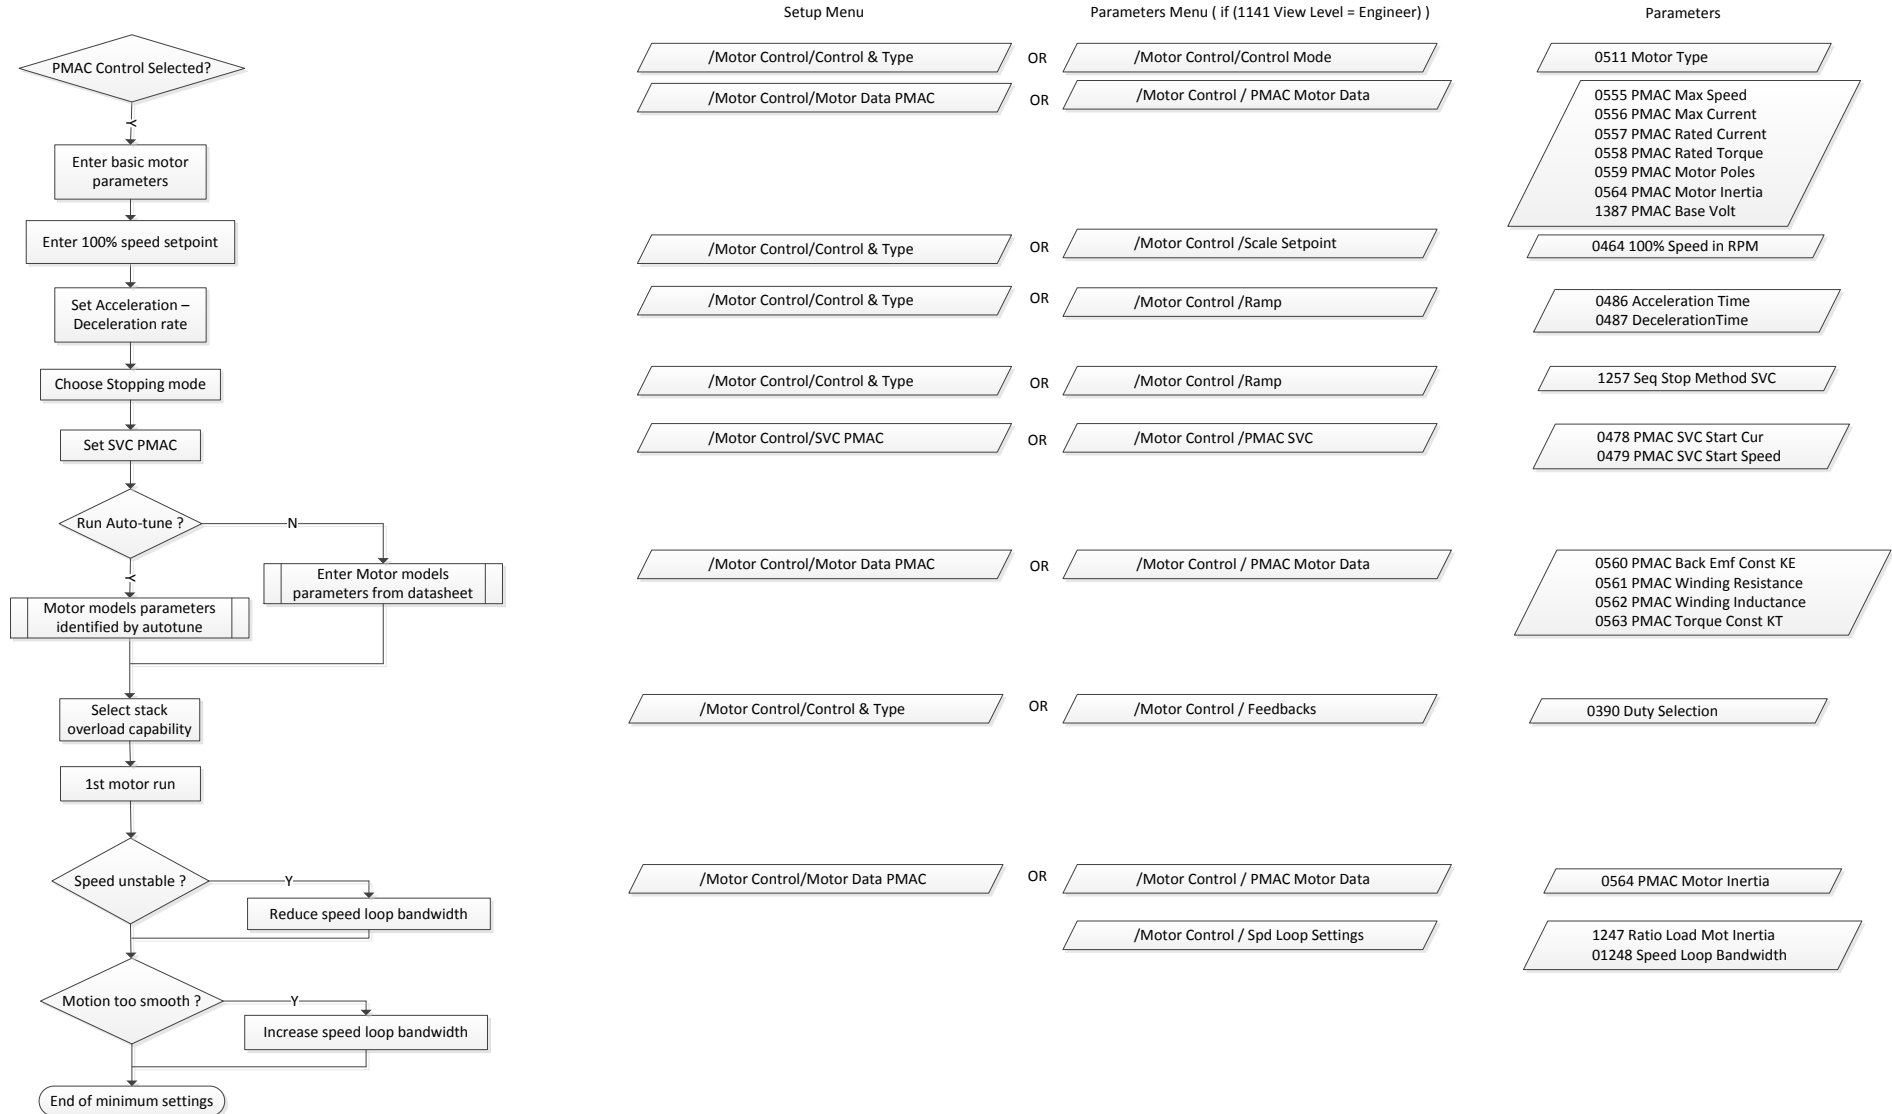 Setup Menu
Parameters Menu ( if (1141 View Level = Engineer) )
Parameters
PMAC Control Selected?
/Motor Control/Control & Type
OR
/Motor Control/Control Mode
0511 Motor Type
/Motor Control/Motor Data PMAC
OR
/Motor Control / PMAC Motor Data
0555 PMAC Max Speed
0556 PMAC Max Current
0557 PMAC Rated Current
0558 PMAC Rated Torque
0559 PMAC Motor Poles
0564 PMAC Motor Inertia
1387 PMAC Base Volt
Y
Enter basic motor
parameters
Enter 100% speed setpoint
/Motor Control/Control & Type
OR
/Motor Control /Scale Setpoint
0464 100% Speed in RPM
Set Acceleration –
Deceleration rate
/Motor Control/Control & Type
OR
/Motor Control /Ramp
0486 Acceleration Time
0487 DecelerationTime
Choose Stopping mode
/Motor Control/Control & Type
OR
/Motor Control /Ramp
1257 Seq Stop Method SVC
Set SVC PMAC
/Motor Control/SVC PMAC
OR
/Motor Control /PMAC SVC
0478 PMAC SVC Start Cur
0479 PMAC SVC Start Speed
Run Auto-tune ?
N
Y
Enter Motor models
parameters from datasheet
Motor models parameters
identified by autotune
/Motor Control/Motor Data PMAC
OR
/Motor Control / PMAC Motor Data
0560 PMAC Back Emf Const KE
0561 PMAC Winding Resistance
0562 PMAC Winding Inductance
0563 PMAC Torque Const KT
Select stack
overload capability
/Motor Control/Control & Type
OR
/Motor Control / Feedbacks
0390 Duty Selection
1st motor run
Speed unstable ?
Y
Reduce speed loop bandwidth
/Motor Control/Motor Data PMAC
OR
/Motor Control / PMAC Motor Data
0564 PMAC Motor Inertia
/Motor Control / Spd Loop Settings
1247 Ratio Load Mot Inertia
01248 Speed Loop Bandwidth
Motion too smooth ?
Y
Increase speed loop bandwidth
End of minimum settings